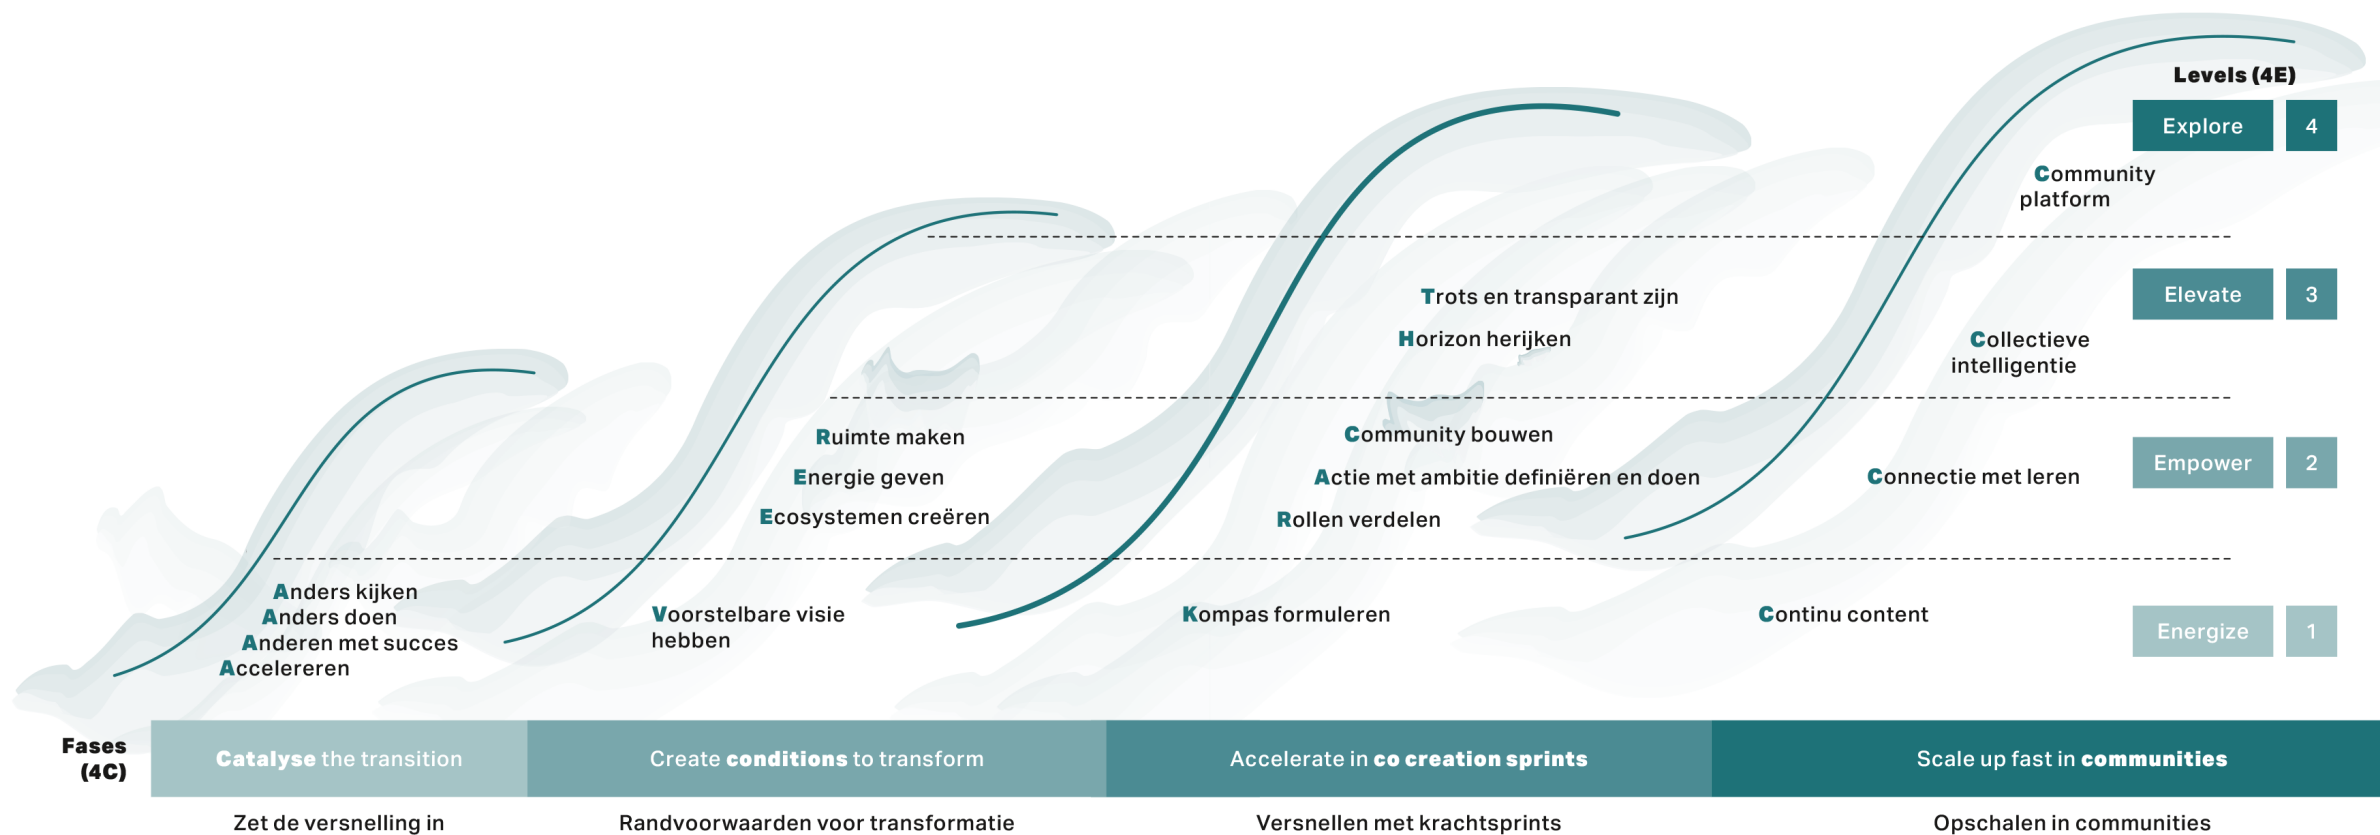 Levels (4E)
Explore 4
Community
platform
Trots en transparant zijn
Elevate 3
Horizon herijken
Collectieve
intelligentie
Ruimte maken
Community bouwen
Empower 2
Energie geven
Actie met ambitie definiëren en doen
Connectie met leren
Ecosystemen creëren
Rollen verdelen
Anders kijken
Anders doen
Anderen met succes
Accelereren
Voorstelbare visie
hebben
Kompas formuleren
Continu content
Energize 1
Fases
(4C)
Catalyse the transition
Create conditions to transform
Accelerate in co creation sprints
Scale up fast in communities
Zet de versnelling in
Randvoorwaarden voor transformatie
Versnellen met krachtsprints
Opschalen in communities